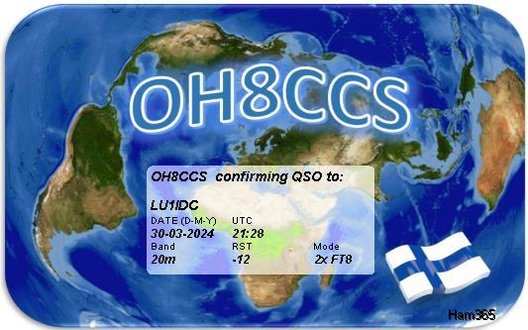 OH8CCS
OH8CCS confirming QSO to:
LU1IDC
DATE (D-M-Y) UTC
30-03-2024 21:28
Band RST Mode
20m -12 2x FT8
Ham365